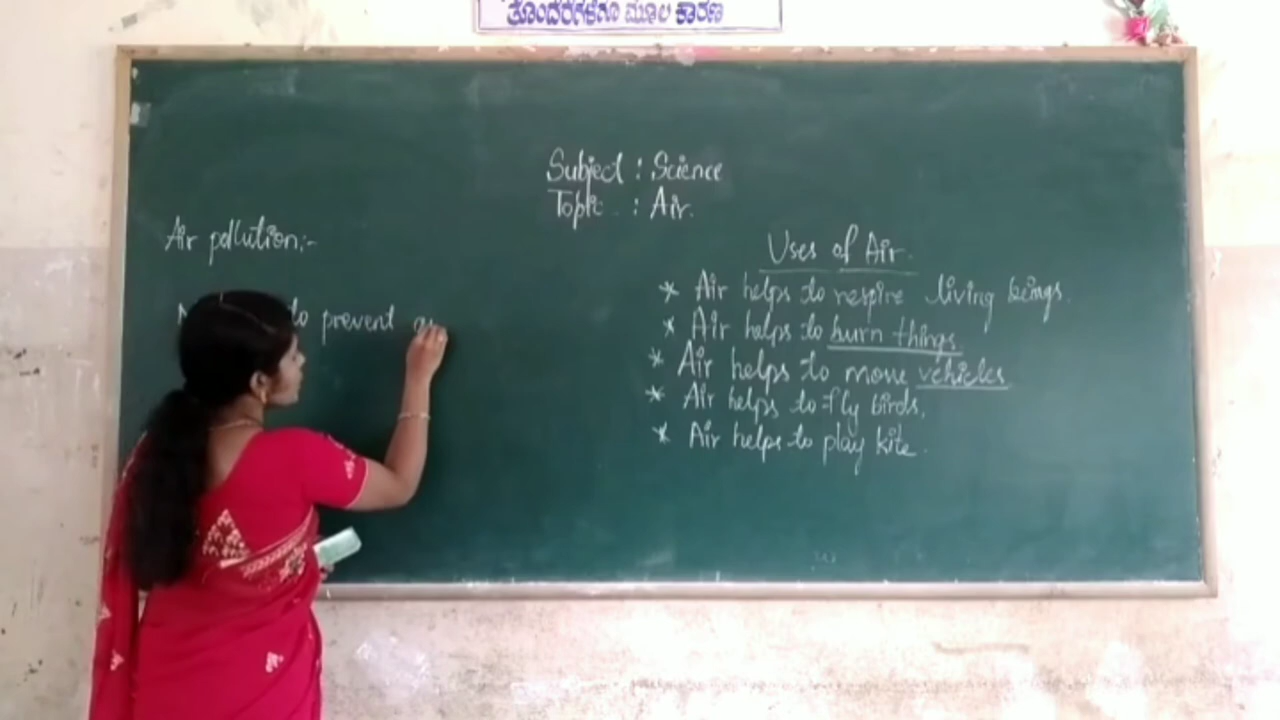 ತೊಂದರೆಗಳಿಗೂ ಮೂಲ ಕಾರಣ
Subject : Science
Topic : Air.
Air pollution:-
to prevent
Uses of Air.
* Air helps to respire living beings.
* Air helps to burn things.
* Air helps to move vehicles
* Air helps to fly birds.
* Air helps to play kite.